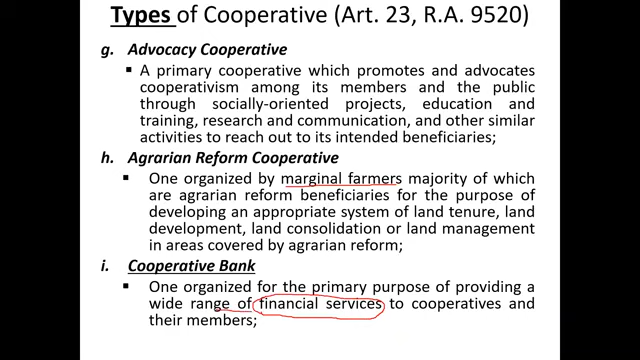 Types of Cooperative (Art. 23, R.A. 9520)
g. Advocacy Cooperative
▪ A primary cooperative which promotes and advocates
cooperativism among its members and the public
through socially-oriented projects, education and
training, research and communication, and other similar
activities to reach out to its intended beneficiaries;
h. Agrarian Reform Cooperative
▪ One organized by marginal farmers majority of which
are agrarian reform beneficiaries for the purpose of
developing an appropriate system of land tenure, land
development, land consolidation or land management
in areas covered by agrarian reform;
i. Cooperative Bank
▪ One organized for the primary purpose of providing a
wide range of financial services to cooperatives and
their members;